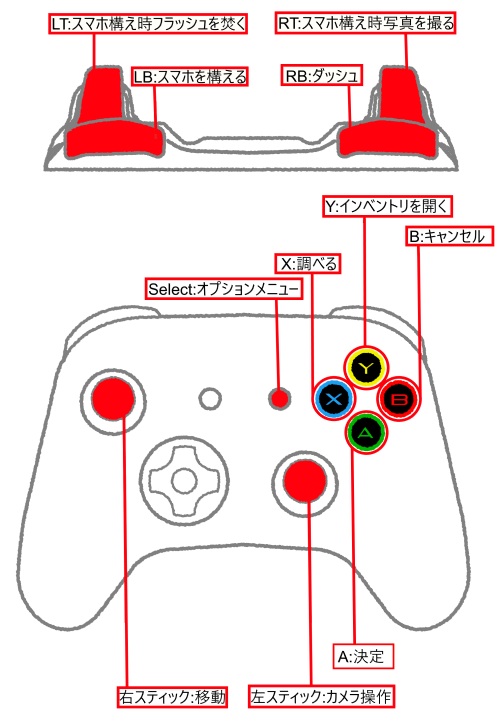 LT:スマホ構え時フラッシュを焚く
RT:スマホ構え時写真を撮る
LB:スマホを構える
RB:ダッシュ
Y:インベントリを開く
B:キャンセル
X:調べる
Select:オプションメニュー
Y
X
B
A
A:決定
右スティック:移動
左スティック:カメラ操作